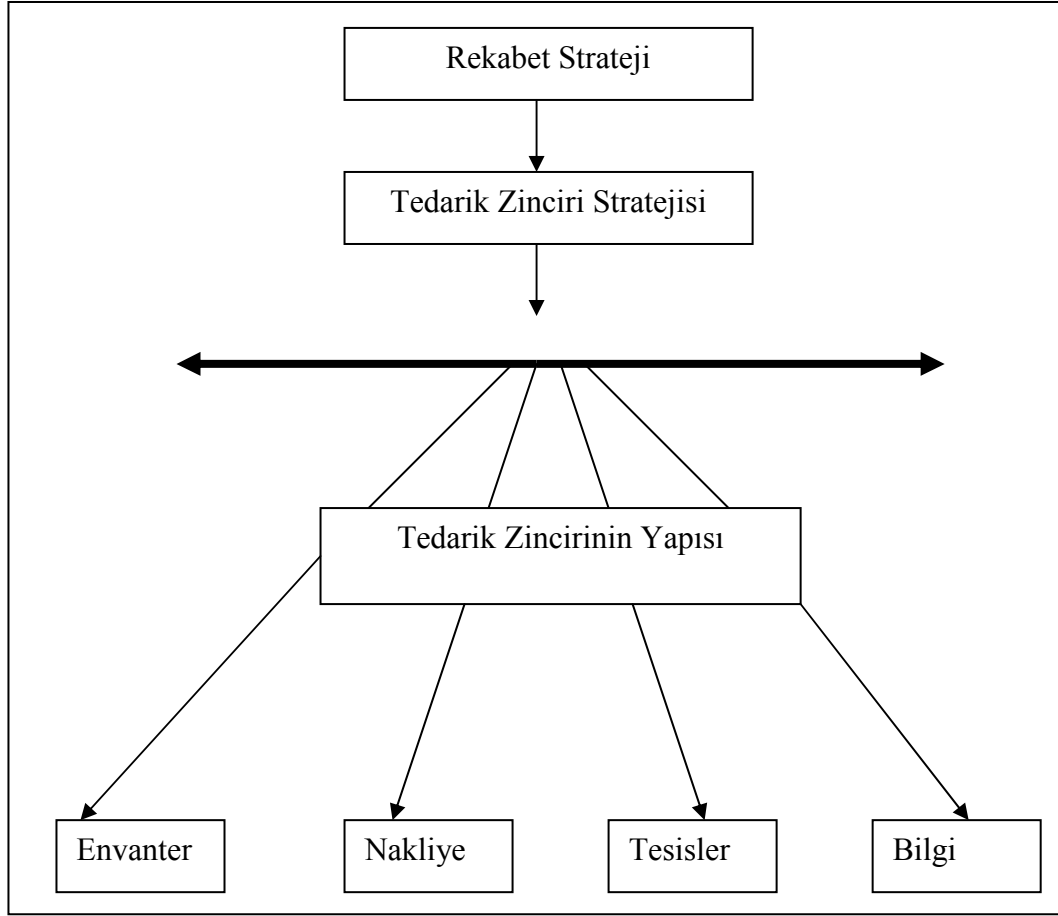 Rekabet Strateji
Tedarik Zinciri Stratejisi
Tedarik Zincirinin Yapısı
Envanter
Nakliye
Tesisler
Bilgi